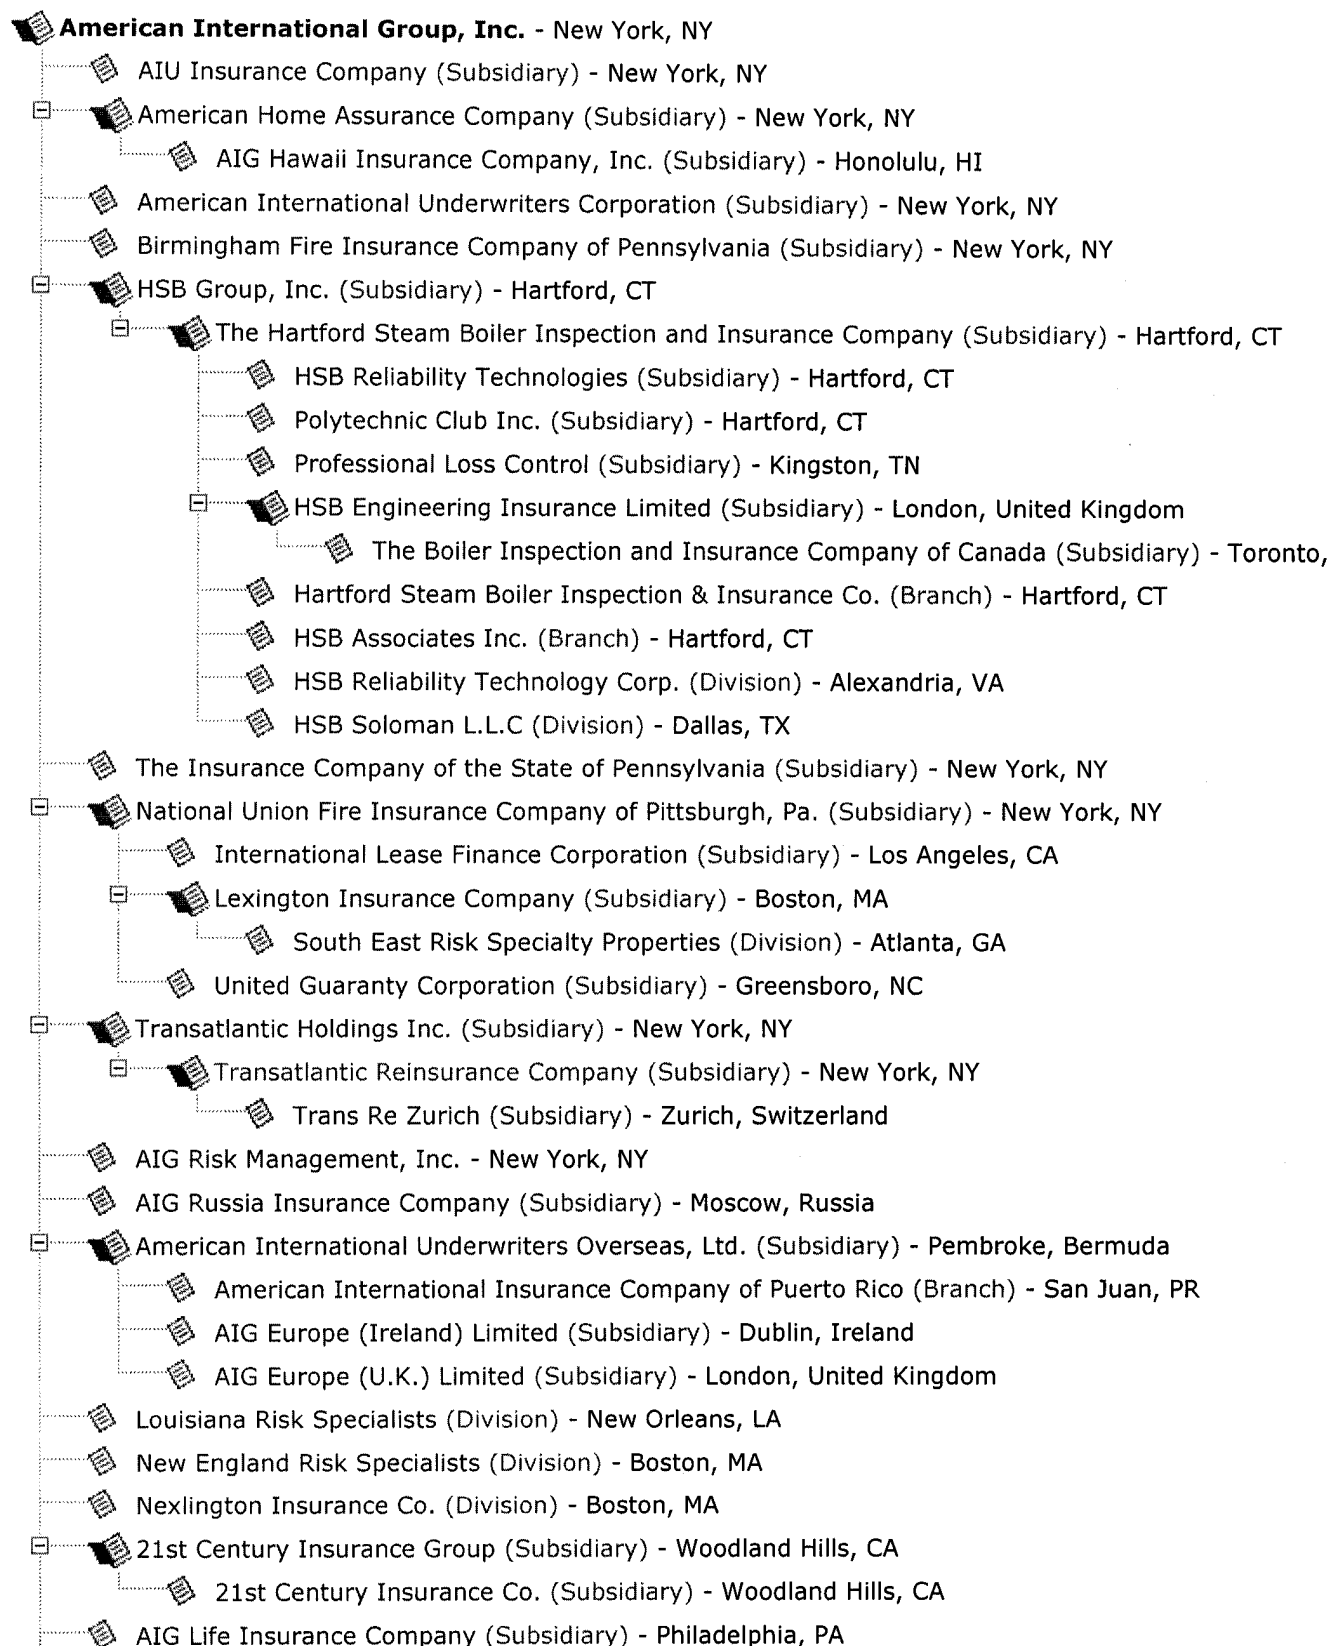 American International Group, Inc. - New York, NY
AIU Insurance Company (Subsidiary) - New York, NY
American Home Assurance Company (Subsidiary) - New York, NY
AIG Hawaii Insurance Company, Inc. (Subsidiary) - Honolulu, HI
American International Underwriters Corporation (Subsidiary) - New York, NY
Birmingham Fire Insurance Company of Pennsylvania (Subsidiary) - New York, NY
HSB Group, Inc. (Subsidiary) - Hartford, CT
The Hartford Steam Boiler Inspection and Insurance Company (Subsidiary) - Hartford, CT
HSB Reliability Technologies (Subsidiary) - Hartford, CT
Polytechnic Club Inc. (Subsidiary) - Hartford, CT
Professional Loss Control (Subsidiary) - Kingston, TN
HSB Engineering Insurance Limited (Subsidiary) - London, United Kingdom
The Boiler Inspection and Insurance Company of Canada (Subsidiary) - Toronto,
Hartford Steam Boiler Inspection & Insurance Co. (Branch) - Hartford, CT
HSB Associates Inc. (Branch) - Hartford, CT
HSB Reliability Technology Corp. (Division) - Alexandria, VA
HSB Soloman L.L.C (Division) - Dallas, TX
The Insurance Company of the State of Pennsylvania (Subsidiary) - New York, NY
National Union Fire Insurance Company of Pittsburgh, Pa. (Subsidiary) - New York, NY
International Lease Finance Corporation (Subsidiary) - Los Angeles, CA
Lexington Insurance Company (Subsidiary) - Boston, MA
South East Risk Specialty Properties (Division) - Atlanta, GA
United Guaranty Corporation (Subsidiary) - Greensboro, NC
Transatlantic Holdings Inc. (Subsidiary) - New York, NY
Transatlantic Reinsurance Company (Subsidiary) - New York, NY
Trans Re Zurich (Subsidiary) - Zurich, Switzerland
AIG Risk Management, Inc. - New York, NY
AIG Russia Insurance Company (Subsidiary) - Moscow, Russia
American International Underwriters Overseas, Ltd. (Subsidiary) - Pembroke, Bermuda
American International Insurance Company of Puerto Rico (Branch) - San Juan, PR
AIG Europe (Ireland) Limited (Subsidiary) - Dublin, Ireland
AIG Europe (U.K.) Limited (Subsidiary) - London, United Kingdom
Louisiana Risk Specialists (Division) - New Orleans, LA
New England Risk Specialists (Division) - Boston, MA
Nexlington Insurance Co. (Division) - Boston, MA
21st Century Insurance Group (Subsidiary) - Woodland Hills, CA
21st Century Insurance Co. (Subsidiary) - Woodland Hills, CA
AIG Life Insurance Company (Subsidiary) - Philadelphia, PA